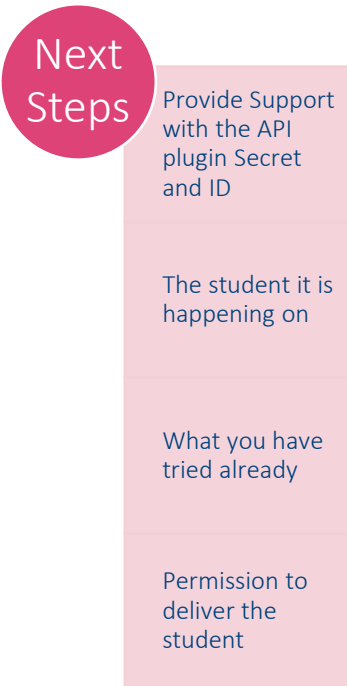 Next
Steps
Provide Support
with the API
plugin Secret
and ID
The student it is
happening on
What you have
tried already
Permission to
deliver the
student